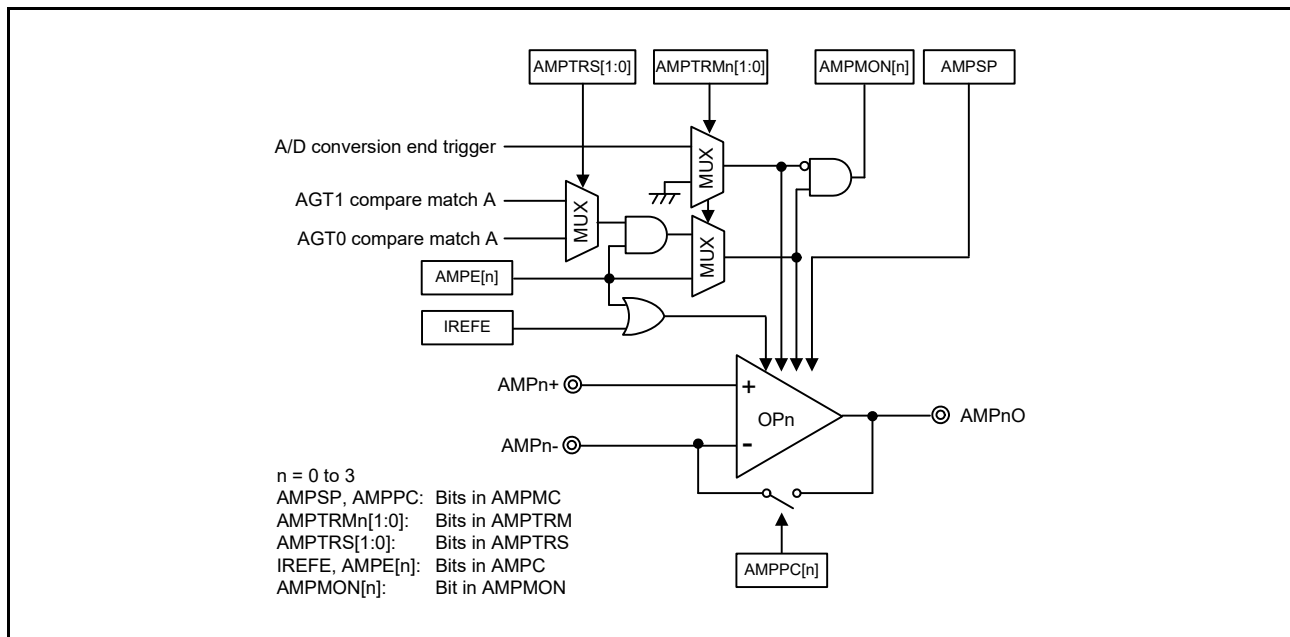 AMPTRS[1:0]
AMPTRMn[1:0]
AMPMON[n]
AMPSP
A/D conversion end trigger
MUX
AGT1 compare match A
MUX
AGT0 compare match A
MUX
AMPE[n]
IREFE
AMPn+
+
OPn
AMPnO
AMPn-
-
n = 0 to 3
AMPSP, AMPPC: Bits in AMPMC
AMPTRMn[1:0]: Bits in AMPTRM
AMPTRS[1:0]: Bits in AMPTRS
IREFE, AMPE[n]: Bits in AMPC
AMPMON[n]: Bit in AMPMON
AMPPC[n]